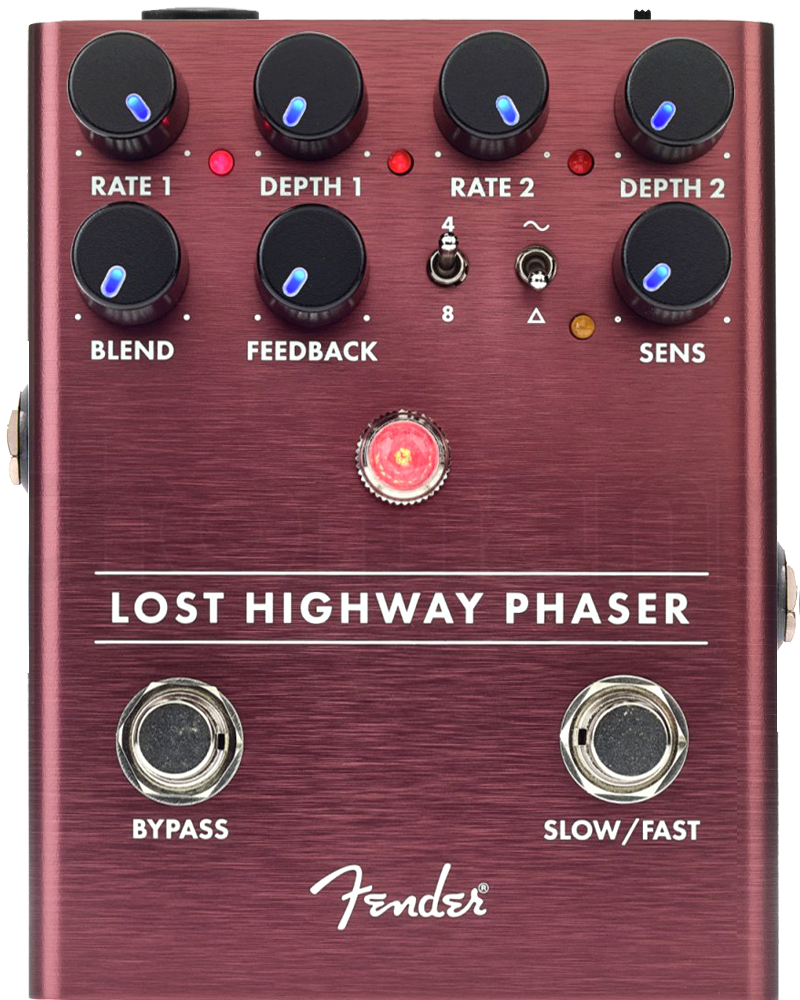 RATE 1 DEPTH 1 RATE 2 DEPTH 2
4
8
BLEND FEEDBACK SENS
LOST HIGHWAY PHASER
BYPASS SLOW/FAST
Fender®